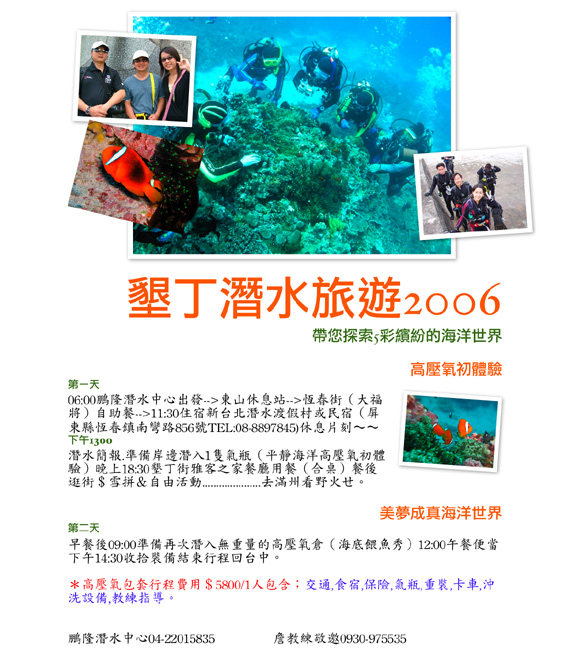 墾丁潛水旅遊2006
帶您探索5彩繽紛的海洋世界
高壓氧初體驗
第一天
06:00鵬隆潛水中心出發-->東山休息站-->恆春街（大福
將）自助餐-->11:30住宿新台北潛水渡假村或民宿（屏
東縣恆春鎮南彎路856號TEL:08-8897845)休息片刻～～
下午1300
潛水簡報.準備岸邊潛入1隻氣瓶（平靜海洋高壓氧初體
驗）晚上18:30墾丁街雅客之家餐廳用餐（合桌）餐後
逛街＄雪拼＆自由活動.....................去滿州看野火ㄝ。
美夢成真海洋世界
第二天
早餐後09:00準備再次潛入無重量的高壓氧倉（海底餵魚秀）12:00午餐便當
下午14:30收拾裝備結束行程回台中。
＊高壓氧包套行程費用＄5800/1人包含；交通,食宿,保險,氣瓶,重裝,卡車,沖
洗設備,教練指導。
鵬隆潛水中心04-22015835
詹教練敬邀0930-975535